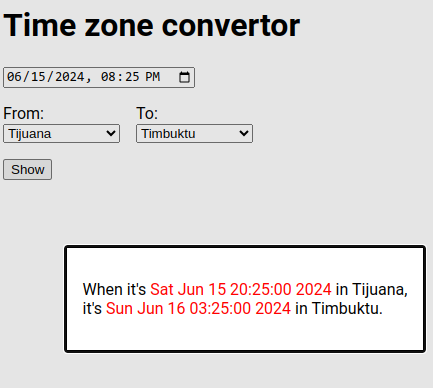 Time zone convertor
06/15/2024, 08:25 PM
From: To:
Tijuana Timbuktu
Show
When it's Sat Jun 15 20:25:00 2024 in Tijuana,
it's Sun Jun 16 03:25:00 2024 in Timbuktu.